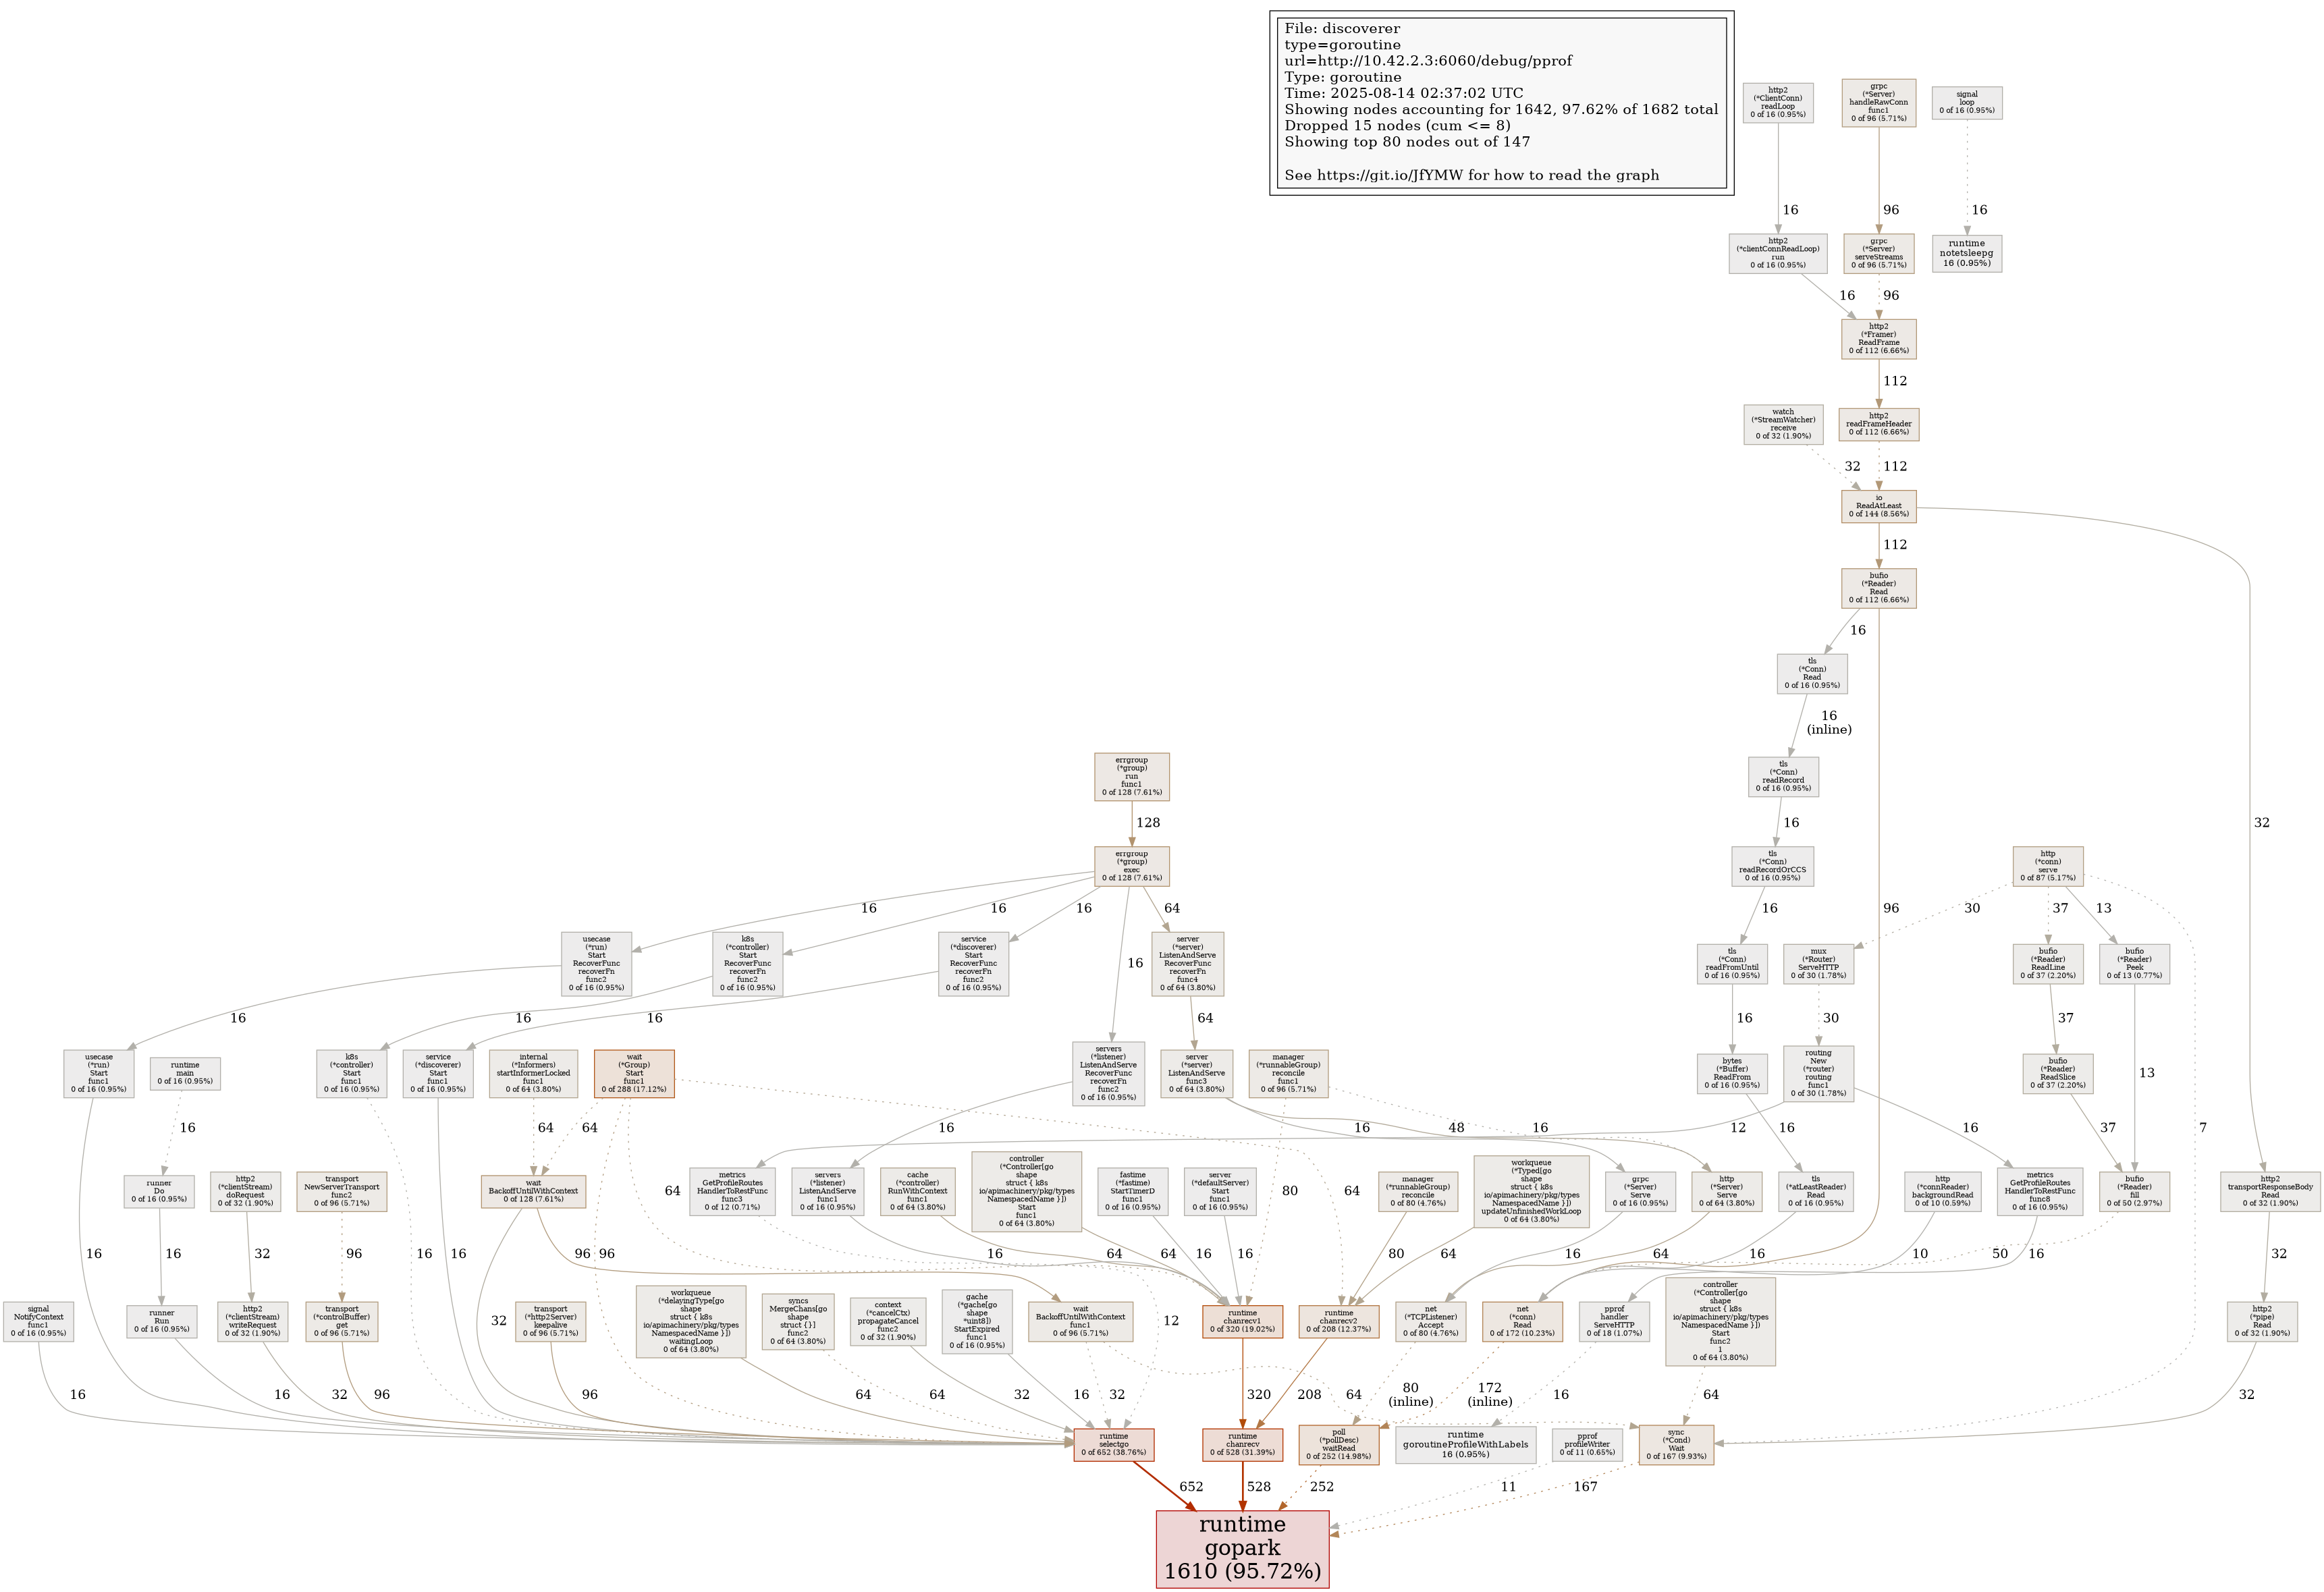 File: discoverer
type=goroutine
url=http://10.42.2.3:6060/debug/pprof
Type: goroutine
Time: 2025-08-14 02:37:02 UTC
Showing nodes accounting for 1642, 97.62% of 1682 total
Dropped 15 nodes (cum <= 8)
Showing top 80 nodes out of 147
See https://git.io/JfYMW for how to read the graph
http2
(*ClientConn)
readLoop
0 of 16 (0.95%)
grpc
(*Server)
handleRawConn
func1
0 of 96 (5.71%)
signal
loop
0 of 16 (0.95%)
16
96
16
http2
(*clientConnReadLoop)
run
0 of 16 (0.95%)
grpc
(*Server)
serveStreams
0 of 96 (5.71%)
runtime
notetsleepg
16 (0.95%)
16
96
http2
(*Framer)
ReadFrame
0 of 112 (6.66%)
112
watch
(*StreamWatcher)
receive
0 of 32 (1.90%)
http2
readFrameHeader
0 of 112 (6.66%)
32
112
io
ReadAtLeast
0 of 144 (8.56%)
112
32
bufio
(*Reader)
Read
0 of 112 (6.66%)
16
96
tls
(*Conn)
Read
0 of 16 (0.95%)
16
(inline)
tls
(*Conn)
readRecord
0 of 16 (0.95%)
16
errgroup
(*group)
run
func1
0 of 128 (7.61%)
128
errgroup
(*group)
exec
0 of 128 (7.61%)
tls
(*Conn)
readRecordOrCCS
0 of 16 (0.95%)
http
(*conn)
serve
0 of 87 (5.17%)
16
16
16
16
64
16
30
37
13
7
usecase
(*run)
Start
RecoverFunc
recoverFn
func2
0 of 16 (0.95%)
k8s
(*controller)
Start
RecoverFunc
recoverFn
func2
0 of 16 (0.95%)
service
(*discoverer)
Start
RecoverFunc
recoverFn
func2
0 of 16 (0.95%)
server
(*server)
ListenAndServe
RecoverFunc
recoverFn
func4
0 of 64 (3.80%)
tls
(*Conn)
readFromUntil
0 of 16 (0.95%)
mux
(*Router)
ServeHTTP
0 of 30 (1.78%)
bufio
(*Reader)
ReadLine
0 of 37 (2.20%)
bufio
(*Reader)
Peek
0 of 13 (0.77%)
16
16
16
64
16
30
37
13
usecase
(*run)
Start
func1
0 of 16 (0.95%)
runtime
main
0 of 16 (0.95%)
k8s
(*controller)
Start
func1
0 of 16 (0.95%)
service
(*discoverer)
Start
func1
0 of 16 (0.95%)
internal
(*Informers)
startInformerLocked
func1
0 of 64 (3.80%)
wait
(*Group)
Start
func1
0 of 288 (17.12%)
servers
(*listener)
ListenAndServe
RecoverFunc
recoverFn
func2
0 of 16 (0.95%)
server
(*server)
ListenAndServe
func3
0 of 64 (3.80%)
manager
(*runnableGroup)
reconcile
func1
0 of 96 (5.71%)
bytes
(*Buffer)
ReadFrom
0 of 16 (0.95%)
routing
New
(*router)
routing
func1
0 of 30 (1.78%)
bufio
(*Reader)
ReadSlice
0 of 37 (2.20%)
16
64
64
16
16
48
16
12
16
16
37
runner
Do
0 of 16 (0.95%)
http2
(*clientStream)
doRequest
0 of 32 (1.90%)
transport
NewServerTransport
func2
0 of 96 (5.71%)
wait
BackoffUntilWithContext
0 of 128 (7.61%)
metrics
GetProfileRoutes
HandlerToRestFunc
func3
0 of 12 (0.71%)
servers
(*listener)
ListenAndServe
func1
0 of 16 (0.95%)
cache
(*controller)
RunWithContext
func1
0 of 64 (3.80%)
controller
(*Controller[go
shape
struct { k8s
io/apimachinery/pkg/types
NamespacedName }])
Start
func1
0 of 64 (3.80%)
fastime
(*fastime)
StartTimerD
func1
0 of 16 (0.95%)
server
(*defaultServer)
Start
func1
0 of 16 (0.95%)
manager
(*runnableGroup)
reconcile
0 of 80 (4.76%)
workqueue
(*Typed[go
shape
struct { k8s
io/apimachinery/pkg/types
NamespacedName }])
updateUnfinishedWorkLoop
0 of 64 (3.80%)
grpc
(*Server)
Serve
0 of 16 (0.95%)
http
(*Server)
Serve
0 of 64 (3.80%)
tls
(*atLeastReader)
Read
0 of 16 (0.95%)
http
(*connReader)
backgroundRead
0 of 10 (0.59%)
metrics
GetProfileRoutes
HandlerToRestFunc
func8
0 of 16 (0.95%)
bufio
(*Reader)
fill
0 of 50 (2.97%)
http2
transportResponseBody
Read
0 of 32 (1.90%)
64
80
64
16
16
32
96
16
16
96
96
16
64
64
16
16
80
64
16
64
16
10
16
50
32
signal
NotifyContext
func1
0 of 16 (0.95%)
runner
Run
0 of 16 (0.95%)
http2
(*clientStream)
writeRequest
0 of 32 (1.90%)
transport
(*controlBuffer)
get
0 of 96 (5.71%)
transport
(*http2Server)
keepalive
0 of 96 (5.71%)
workqueue
(*delayingType[go
shape
struct { k8s
io/apimachinery/pkg/types
NamespacedName }])
waitingLoop
0 of 64 (3.80%)
syncs
MergeChans[go
shape
struct {}]
func2
0 of 64 (3.80%)
context
(*cancelCtx)
propagateCancel
func2
0 of 32 (1.90%)
gache
(*gache[go
shape
*uint8])
StartExpired
func1
0 of 16 (0.95%)
wait
BackoffUntilWithContext
func1
0 of 96 (5.71%)
runtime
chanrecv1
0 of 320 (19.02%)
runtime
chanrecv2
0 of 208 (12.37%)
net
(*TCPListener)
Accept
0 of 80 (4.76%)
net
(*conn)
Read
0 of 172 (10.23%)
pprof
handler
ServeHTTP
0 of 18 (1.07%)
controller
(*Controller[go
shape
struct { k8s
io/apimachinery/pkg/types
NamespacedName }])
Start
func2
1
0 of 64 (3.80%)
http2
(*pipe)
Read
0 of 32 (1.90%)
32
12
16
16
32
96
96
64
64
32
16
32
320
208
64
80
(inline)
172
(inline)
16
64
32
runtime
selectgo
0 of 652 (38.76%)
runtime
chanrecv
0 of 528 (31.39%)
poll
(*pollDesc)
waitRead
0 of 252 (14.98%)
runtime
goroutineProfileWithLabels
16 (0.95%)
pprof
profileWriter
0 of 11 (0.65%)
sync
(*Cond)
Wait
0 of 167 (9.93%)
652
528
252
11
167
runtime
gopark
1610 (95.72%)